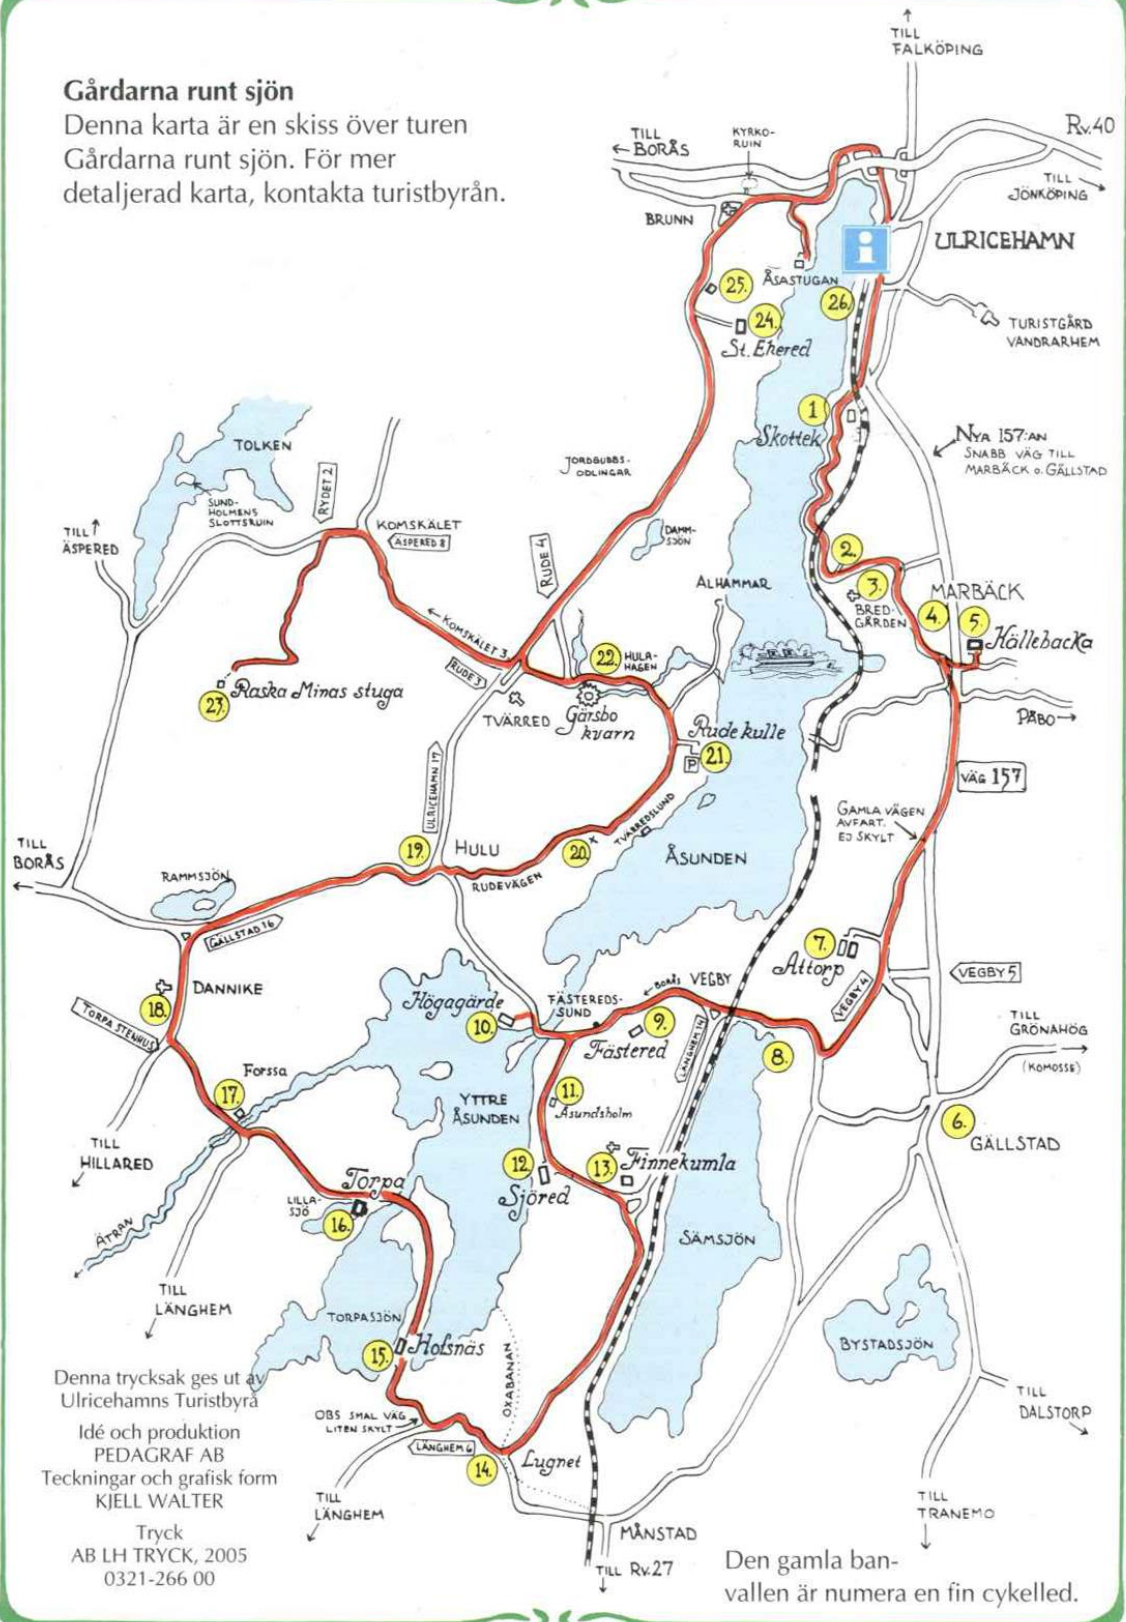 Gårdarna runt sjön
Denna karta är en skiss över turen
Gårdarna runt sjön. För mer
detaljerad karta, kontakta turistbyrån.
TILL
FALKÖPING
Rv.40
TILL
BORÅS
KYRKO-
RUIN
TILL
JÖNKÖPING
BRUNN
ULRICEHAMN
i
ÅSASTUGAN
25.
26.
24.
St. Ehered
TURISTGÅRD
VANDRARHEM
1
Skottek
NYA 157:AN
SNABB VÄG TILL
MARBÄCK o. GÄLLSTAD
TOLKEN
JORDGUBBS-
ODLINGAR
RYDET 2
SUND-
HOLMENS
SLOTTSRUIN
KOMSKÄLET
ASPERED 8
TILL
ÄSPERED
DAMM-
SJÖN
RUDE 4
2.
ALHAMMAR
3.
MARBÄCK
BRED-
GÅRDEN
4.
5.
Hällebacka
KOMSKÄLET 3
RUDE 3
22.
HULA-
HAGEN
23.
Raska Minas stuga
TVÄRRED
Gärsbo
kvarn
PÅBO
Rude kulle
P
21.
ULRICEHAMN 17
VÄG 157
GAMLA VÄGEN
AVFART.
EJ SKYLT
TVÄRREDSLUND
TILL
BORÅS
19.
HULU
20.
ÅSUNDEN
RAMMSJÖN
RUDEVÄGEN
GÄLLSTAD 16
7.
Attorp
VEGBY 5
DANNIKE
18.
TORPA STENHUS
Högagärde
10.
FÄSTEREDS-
SUND
BORÅS
VEGBY
VEGBY 4
9.
Fästered
LÄNGHEM 14
8.
TILL
GRÖNAHÖG
(KOMOSSE)
Forssa
17.
YTTRE
ÅSUNDEN
11.
Åsundsholm
6.
GÄLLSTAD
TILL
HILLARED
12.
Sjöred
13.
Finnekumla
Torpa
LILLA-
SJÖ
16.
ÄTRAN
SÄMSJÖN
TILL
LÄNGHEM
TORPASJÖN
15.
Hofsnäs
BYSTADSJÖN
OXABANAN
Denna trycksak ges ut av
Ulricehamns Turistbyrå
Idé och produktion
PEDAGRAF AB
Teckningar och grafisk form
KJELL WALTER
Tryck
AB LH TRYCK, 2005
0321-266 00
OBS SMAL VÄG
LITEN SKYLT
LÄNGHEM 6
14.
Lugnet
TILL
DALSTORP
TILL
LÄNGHEM
TILL
TRANEMO
MÅNSTAD
TILL Rv.27
Den gamla ban-
vallen är numera en fin cykelled.